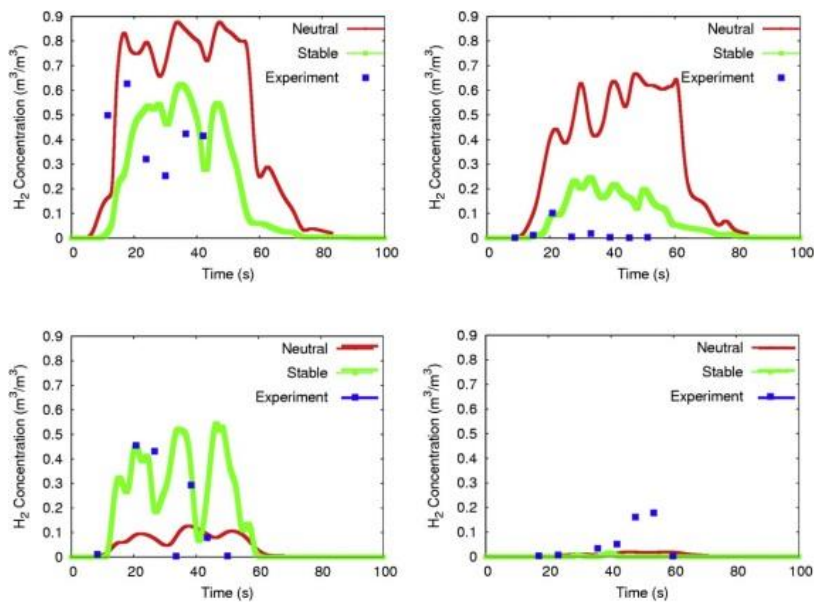 0.9
0.8
0.7
0.6
0.5
0.4
0.3
0.2
0.1
0
H₂ Concentration (m³/m³)
Neutral
Stable
Experiment
0 20 40 60 80 100
Time (s)
0.9
0.8
0.7
0.6
0.5
0.4
0.3
0.2
0.1
0
H₂ Concentration (m³/m³)
Neutral
Stable
Experiment
0 20 40 60 80 100
Time (s)
0.9
0.8
0.7
0.6
0.5
0.4
0.3
0.2
0.1
0
H₂ Concentration (m³/m³)
Neutral
Stable
Experiment
0 20 40 60 80 100
Time (s)
0.9
0.8
0.7
0.6
0.5
0.4
0.3
0.2
0.1
0
H₂ Concentration (m³/m³)
Neutral
Stable
Experiment
0 20 40 60 80 100
Time (s)